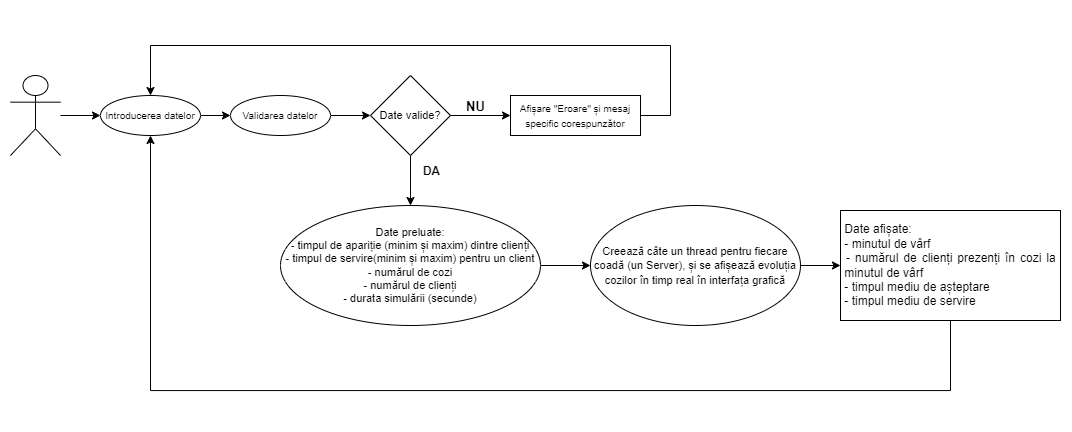 Introducerea datelor
Validarea datelor
Date valide?
NU
Afișare "Eroare" și mesaj
specific corespunzător
DA
Date preluate:
- timpul de apariție (minim și maxim) dintre clienți
- timpul de servire(minim și maxim) pentru un client
- numărul de cozi
- numărul de clienți
- durata simulării (secunde)
Creează câte un thread pentru fiecare
coadă (un Server), și se afișează evoluția
cozilor în timp real în interfața grafică
Date afișate:
- minutul de vârf
- numărul de clienți prezenți în cozi la
minutul de vârf
- timpul mediu de așteptare
- timpul mediu de servire